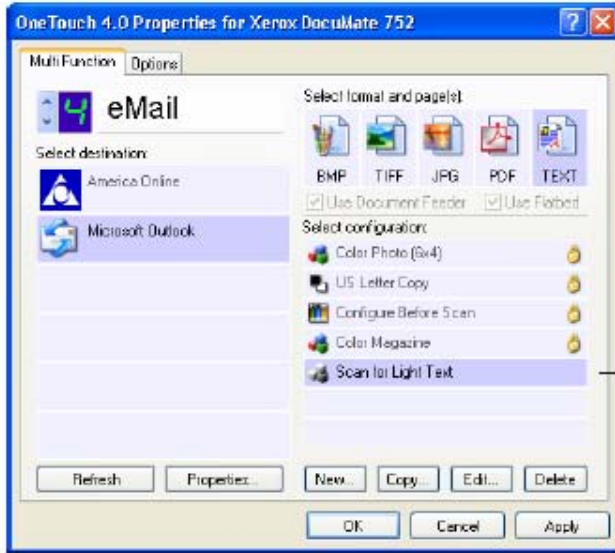 OneTouch 4.0 Properties for Xerox DocuMate 752
Multi Function
Options
4
eMail
Select destination:
America Online
Microsoft Outlook
Refresh
Properties...
Select format and page(s):
BMP
TIFF
JPG
PDF
TEXT
Use Document Feeder
Use Flatbed
Select configuration:
Color Photo (6x4)
US Letter Copy
Configure Before Scan
Color Magazine
Scan for Light Text
New...
Copy...
Edit...
Delete
OK
Cancel
Apply